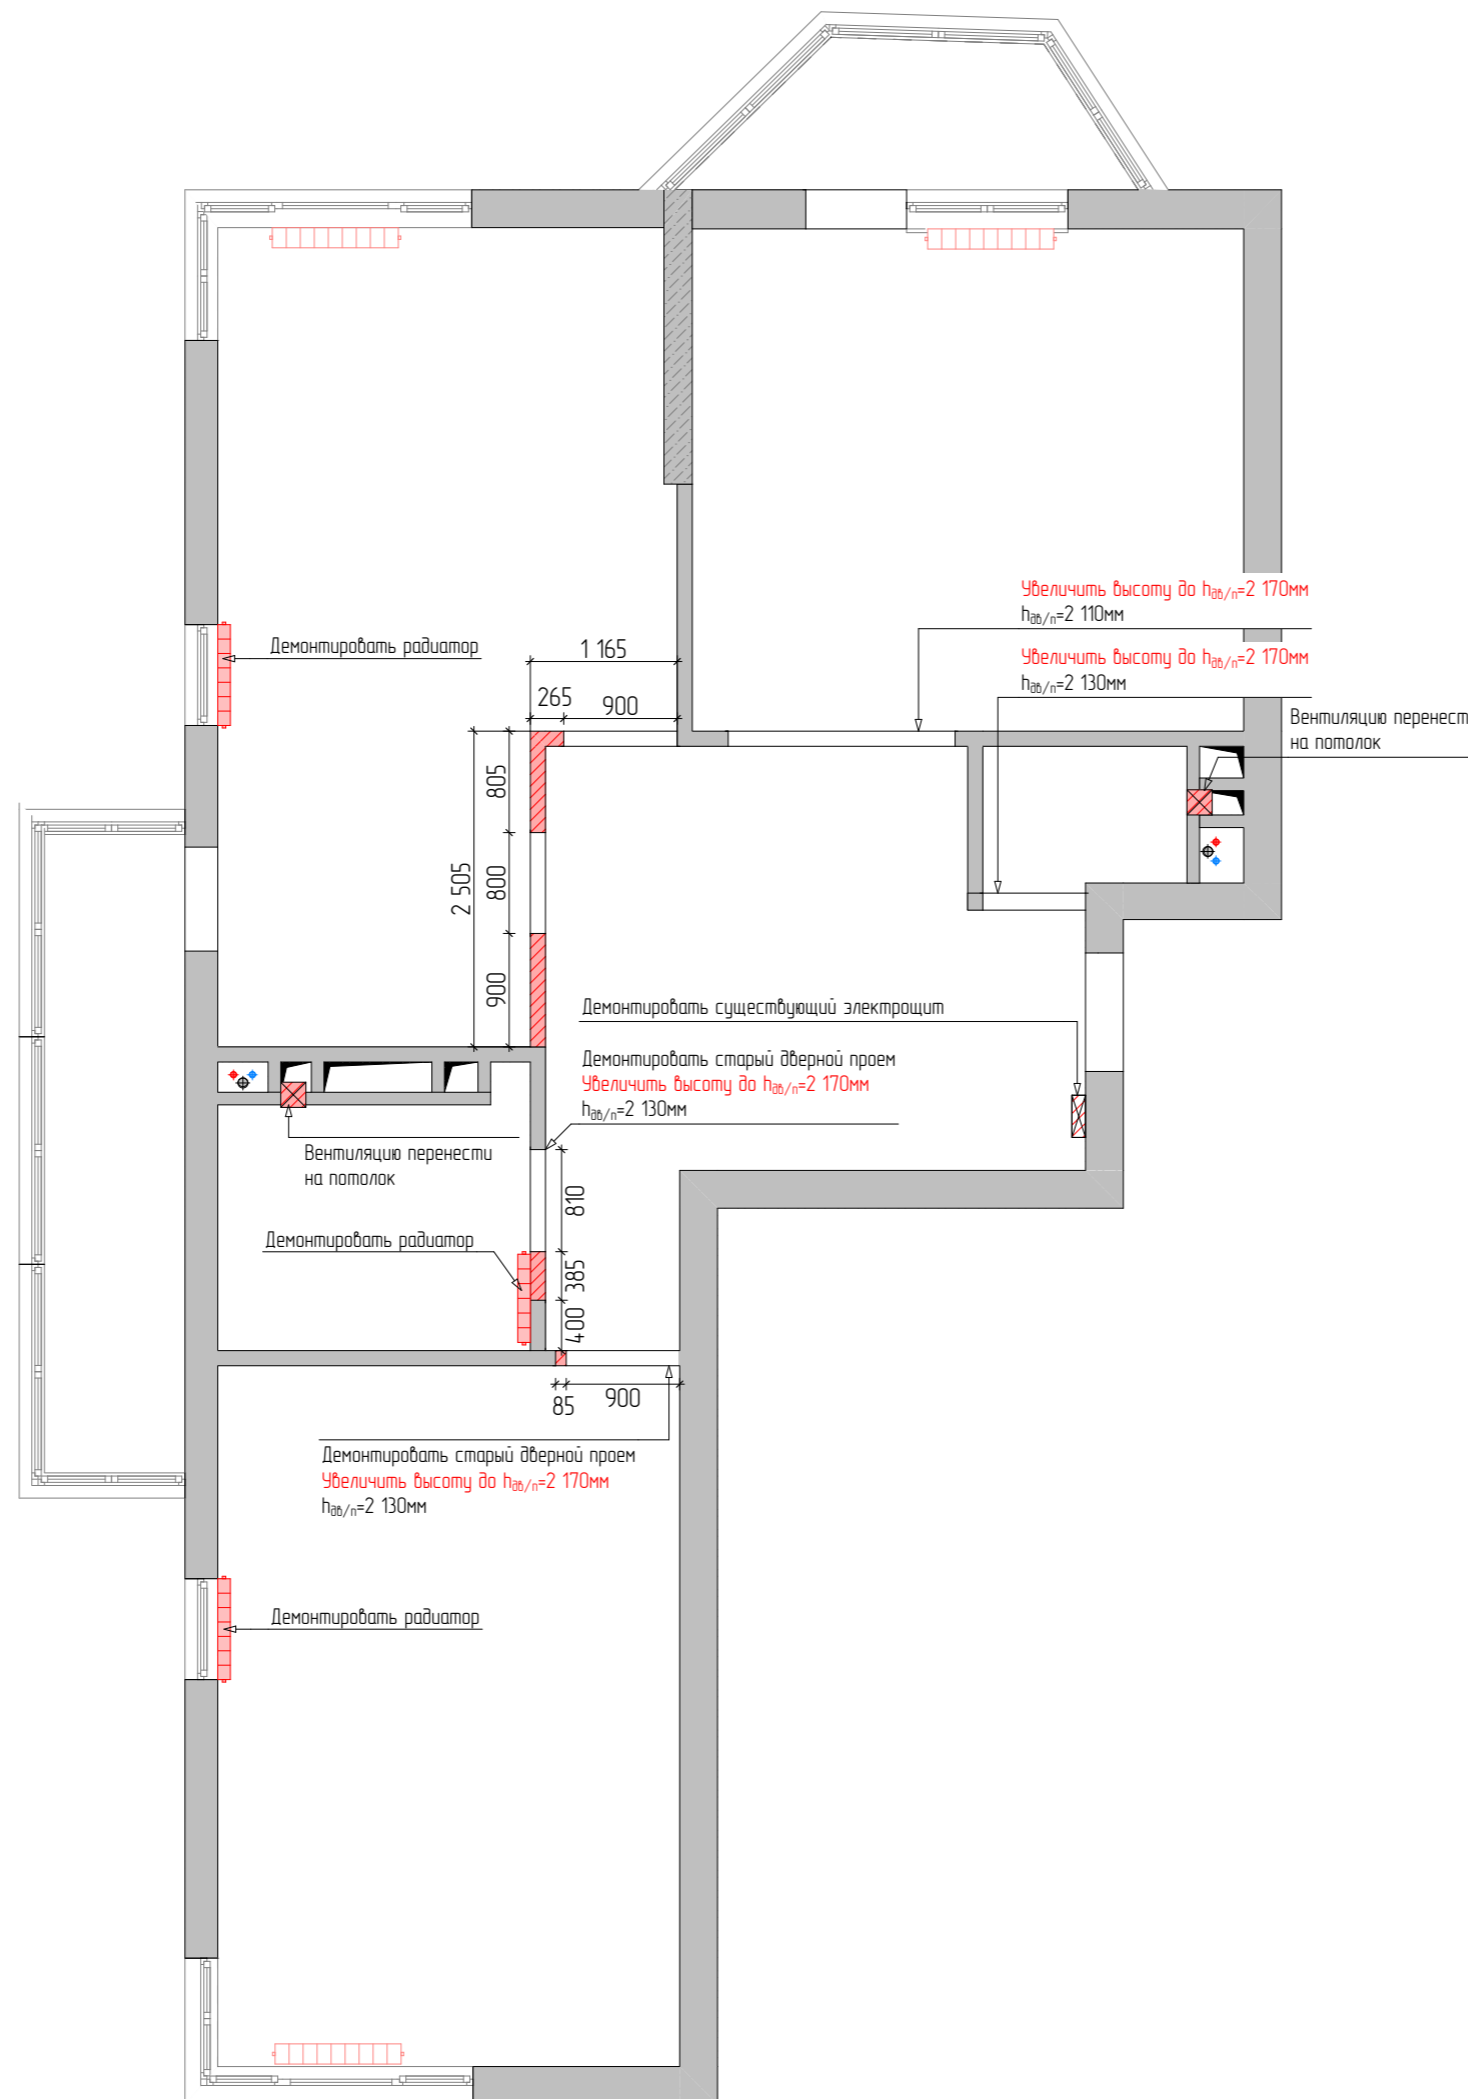 Увеличить высоту до hдв/п=2 170мм
hдв/п=2 110мм
Увеличить высоту до hдв/п=2 170мм
hдв/п=2 130мм
Демонтировать радиатор
1 165
265
900
Вентиляцию перенест
на потолок
805
2 505
800
900
Демонтировать существующий электрощит
Демонтировать старый дверной проем
Увеличить высоту до hдв/п=2 170мм
hдв/п=2 130мм
Вентиляцию перенести
на потолок
810
Демонтировать радиатор
385
400
85
900
Демонтировать старый дверной проем
Увеличить высоту до hдв/п=2 170мм
hдв/п=2 130мм
Демонтировать радиатор